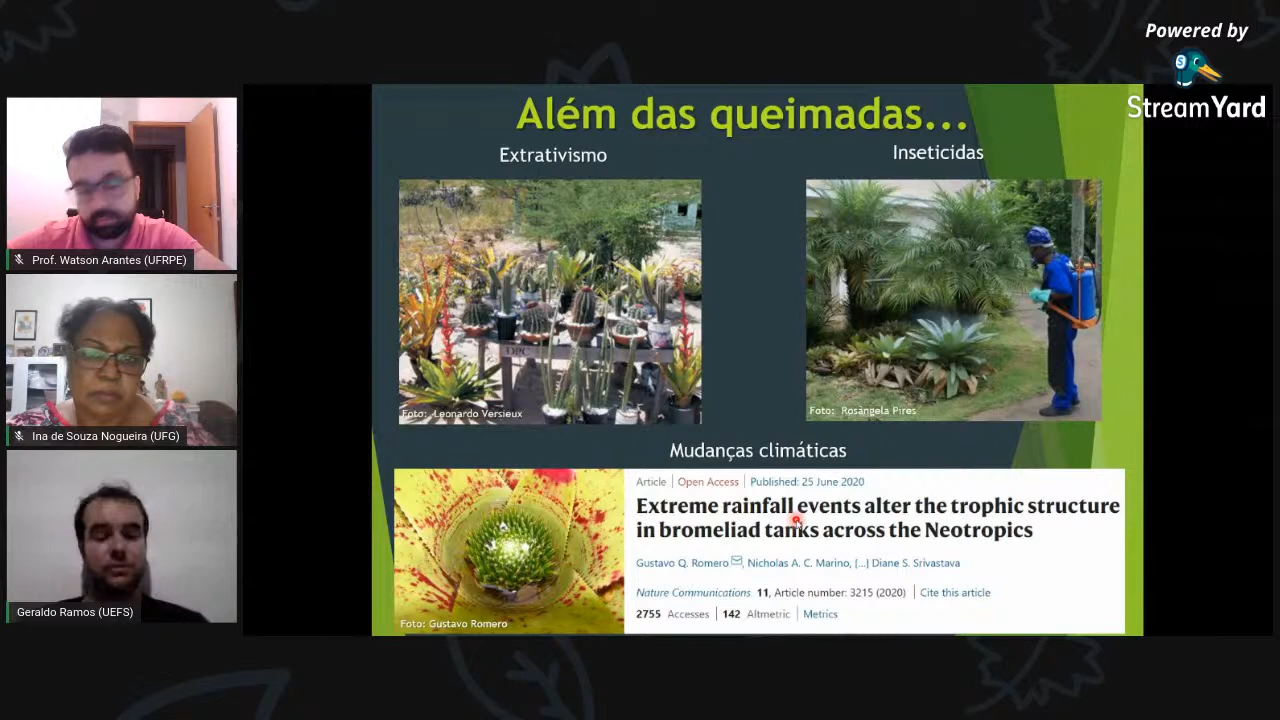 Powered by
StreamYard
Além das queimadas...
Extrativismo
Inseticidas
Prof. Watson Arantes (UFRPE)
DPC
Foto: Leonardo Versieux
Foto: Rosângela Pires
Ina de Souza Nogueira (UFG)
Mudanças climáticas
Article | Open Access | Published: 25 June 2020
Extreme rainfall events alter the trophic structure
in bromeliad tanks across the Neotropics
Gustavo Q. Romero, Nicholas A. C. Marino, [...] Diane S. Srivastava
Nature Communications 11, Article number: 3215 (2020) | Cite this article
2755 Accesses | 142 Altmetric | Metrics
Foto: Gustavo Romero
Geraldo Ramos (UEFS)